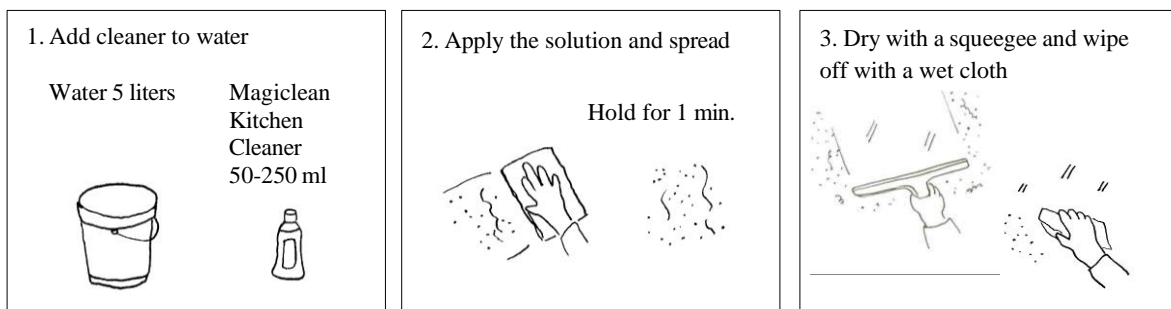 1. Add cleaner to water
Water 5 liters
Magiclean
Kitchen
Cleaner
50-250 ml
2. Apply the solution and spread
Hold for 1 min.
3. Dry with a squeegee and wipe
off with a wet cloth